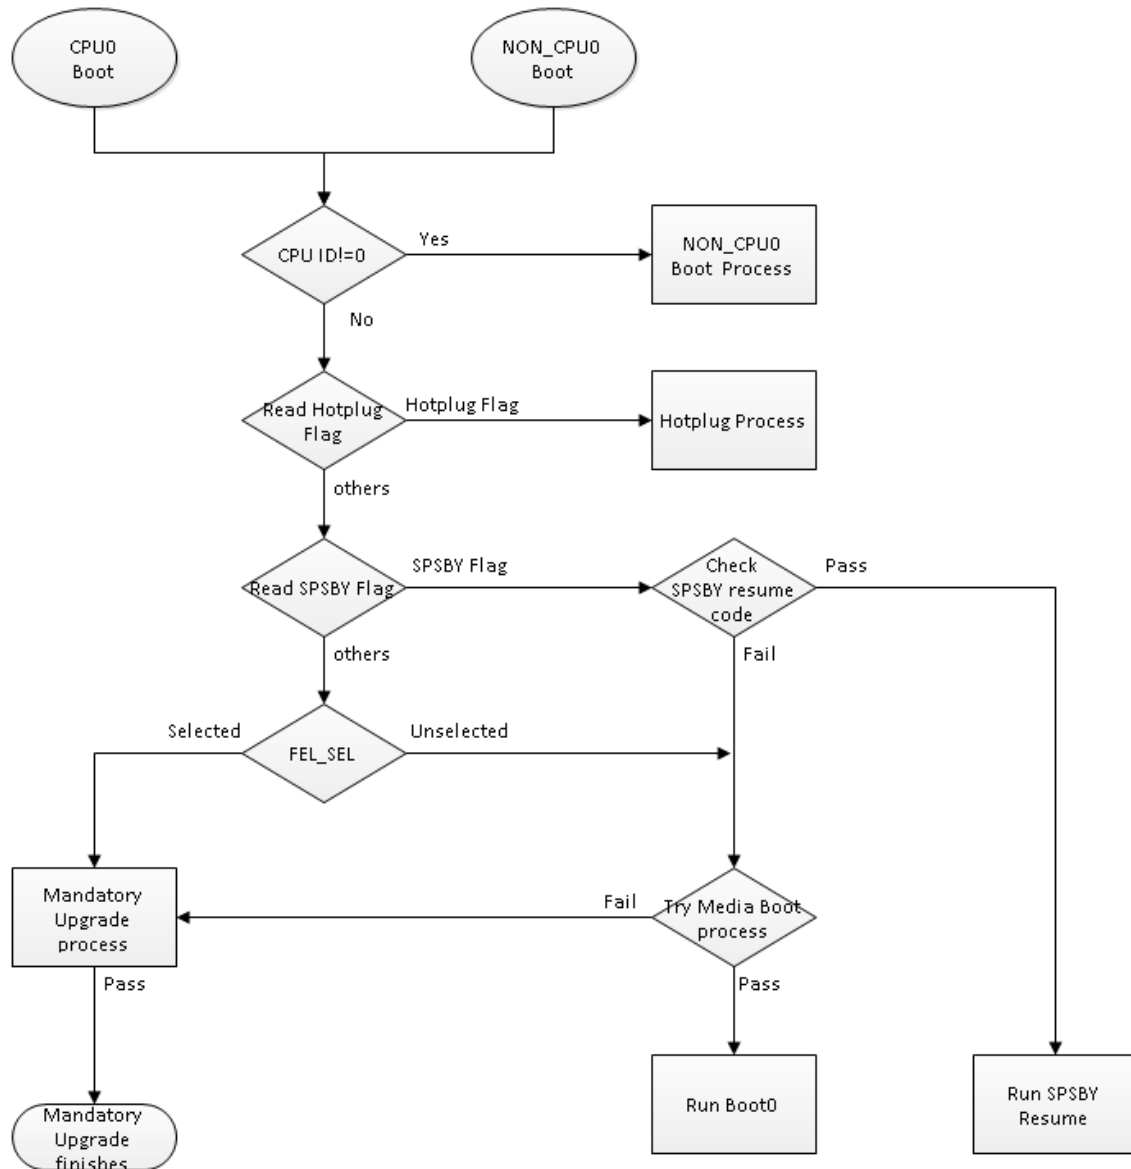 CPU0
Boot
NON_CPU0
Boot
CPU ID!=0
Yes
NON_CPU0
Boot Process
No
Read Hotplug
Flag
Hotplug Flag
Hotplug Process
others
Read SPSBY Flag
SPSBY Flag
Check
SPSBY resume
code
Pass
others
Fail
Selected
FEL_SEL
Unselected
Mandatory
Upgrade
process
Fail
Try Media Boot
process
Pass
Pass
Run Boot0
Run SPSBY
Resume
Mandatory
Upgrade
finishes